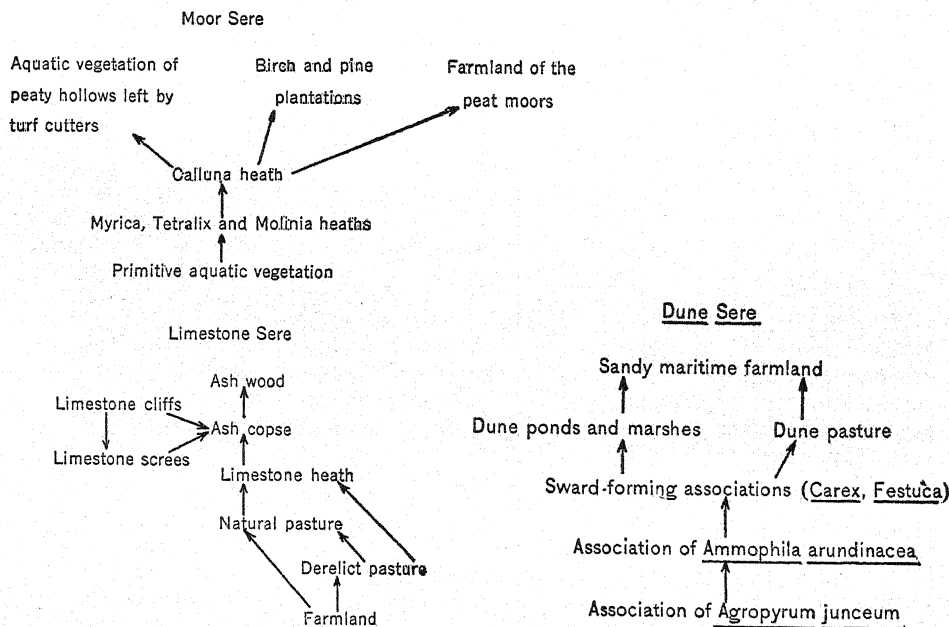 Moor Sere
Aquatic vegetation of
peaty hollows left by
turf cutters
Birch and pine
plantations
Farmland of the
peat moors
Calluna heath
Myrica, Tetralix and Molinia heaths
Primitive aquatic vegetation
Limestone Sere
Ash wood
Limestone cliffs
Ash copse
Limestone screes
Limestone heath
Natural pasture
Derelict pasture
Farmland
Dune Sere
Sandy maritime farmland
Dune ponds and marshes
Dune pasture
Sward-forming associations (Carex, Festuca)
Association of Ammophila arundinacea
Association of Agropyrum junceum